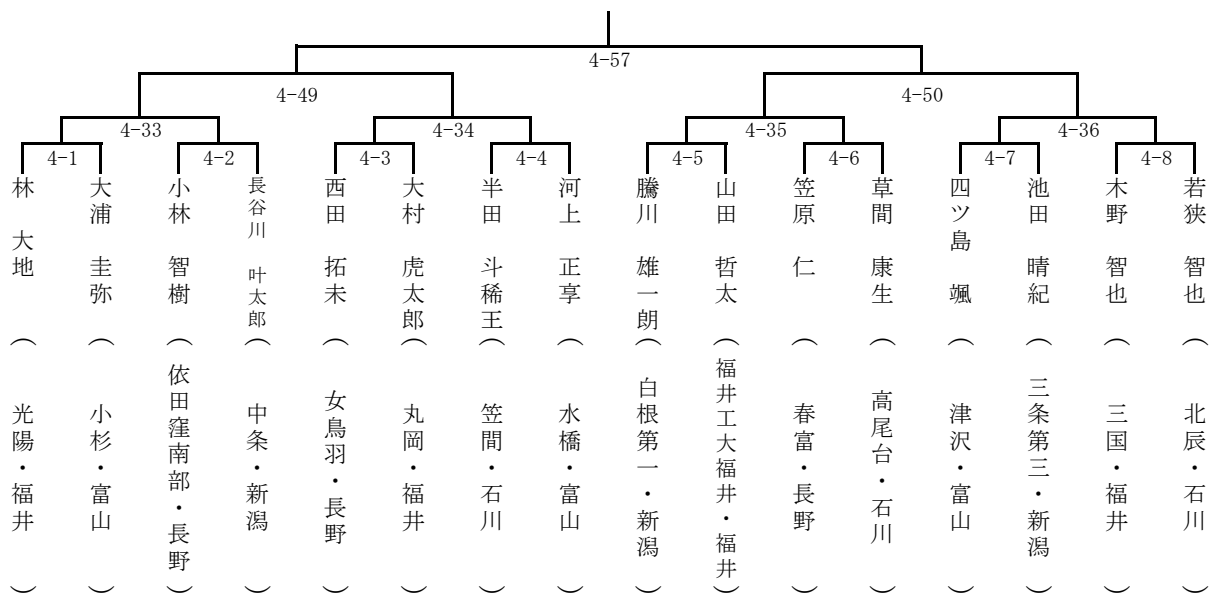 4-57
4-49
4-50
4-33
4-34
4-35
4-36
4-1
4-2
4-3
4-4
4-5
4-6
4-7
4-8
林 大地 (光陽・福井)
大浦 圭弥 (小杉・富山)
小林 智樹 (依田窪南部・長野)
長谷川 叶太郎 (中条・新潟)
西田 拓未 (女鳥羽・長野)
大村 虎太郎 (丸岡・福井)
半田 斗稀王 (笠間・石川)
河上 正享 (水橋・富山)
騰川 雄一朗 (白根第一・新潟)
山田 哲太 (福井工大福井・福井)
笠原 仁 (春富・長野)
草間 康生 (高尾台・石川)
四ツ島 颯 (津沢・富山)
池田 晴紀 (三条第三・新潟)
木野 智也 (三国・福井)
若狭 智也 (北辰・石川)